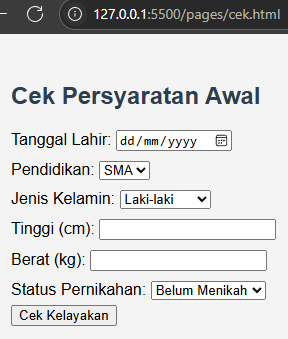 127.0.0.1:5500/pages/cek.html
Cek Persyaratan Awal
Tanggal Lahir: dd/mm/yyyy
Pendidikan: SMA
Jenis Kelamin: Laki-laki
Tinggi (cm):
Berat (kg):
Status Pernikahan: Belum Menikah
Cek Kelayakan